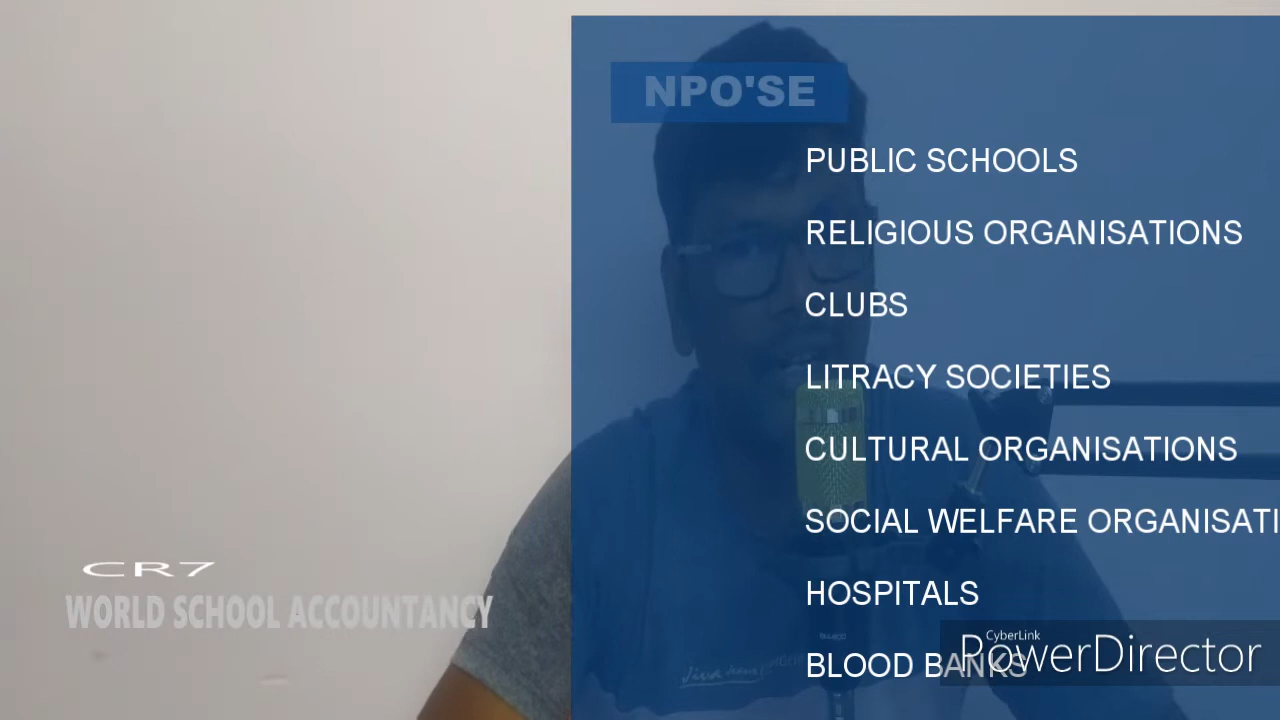 NPO'SE
PUBLIC SCHOOLS
RELIGIOUS ORGANISATIONS
CLUBS
LITRACY SOCIETIES
CULTURAL ORGANISATIONS
SOCIAL WELFARE ORGANISATI
HOSPITALS
BLOOD BANKS
CR7
WORLD SCHOOL ACCOUNTANCY
CyberLink
PowerDirector